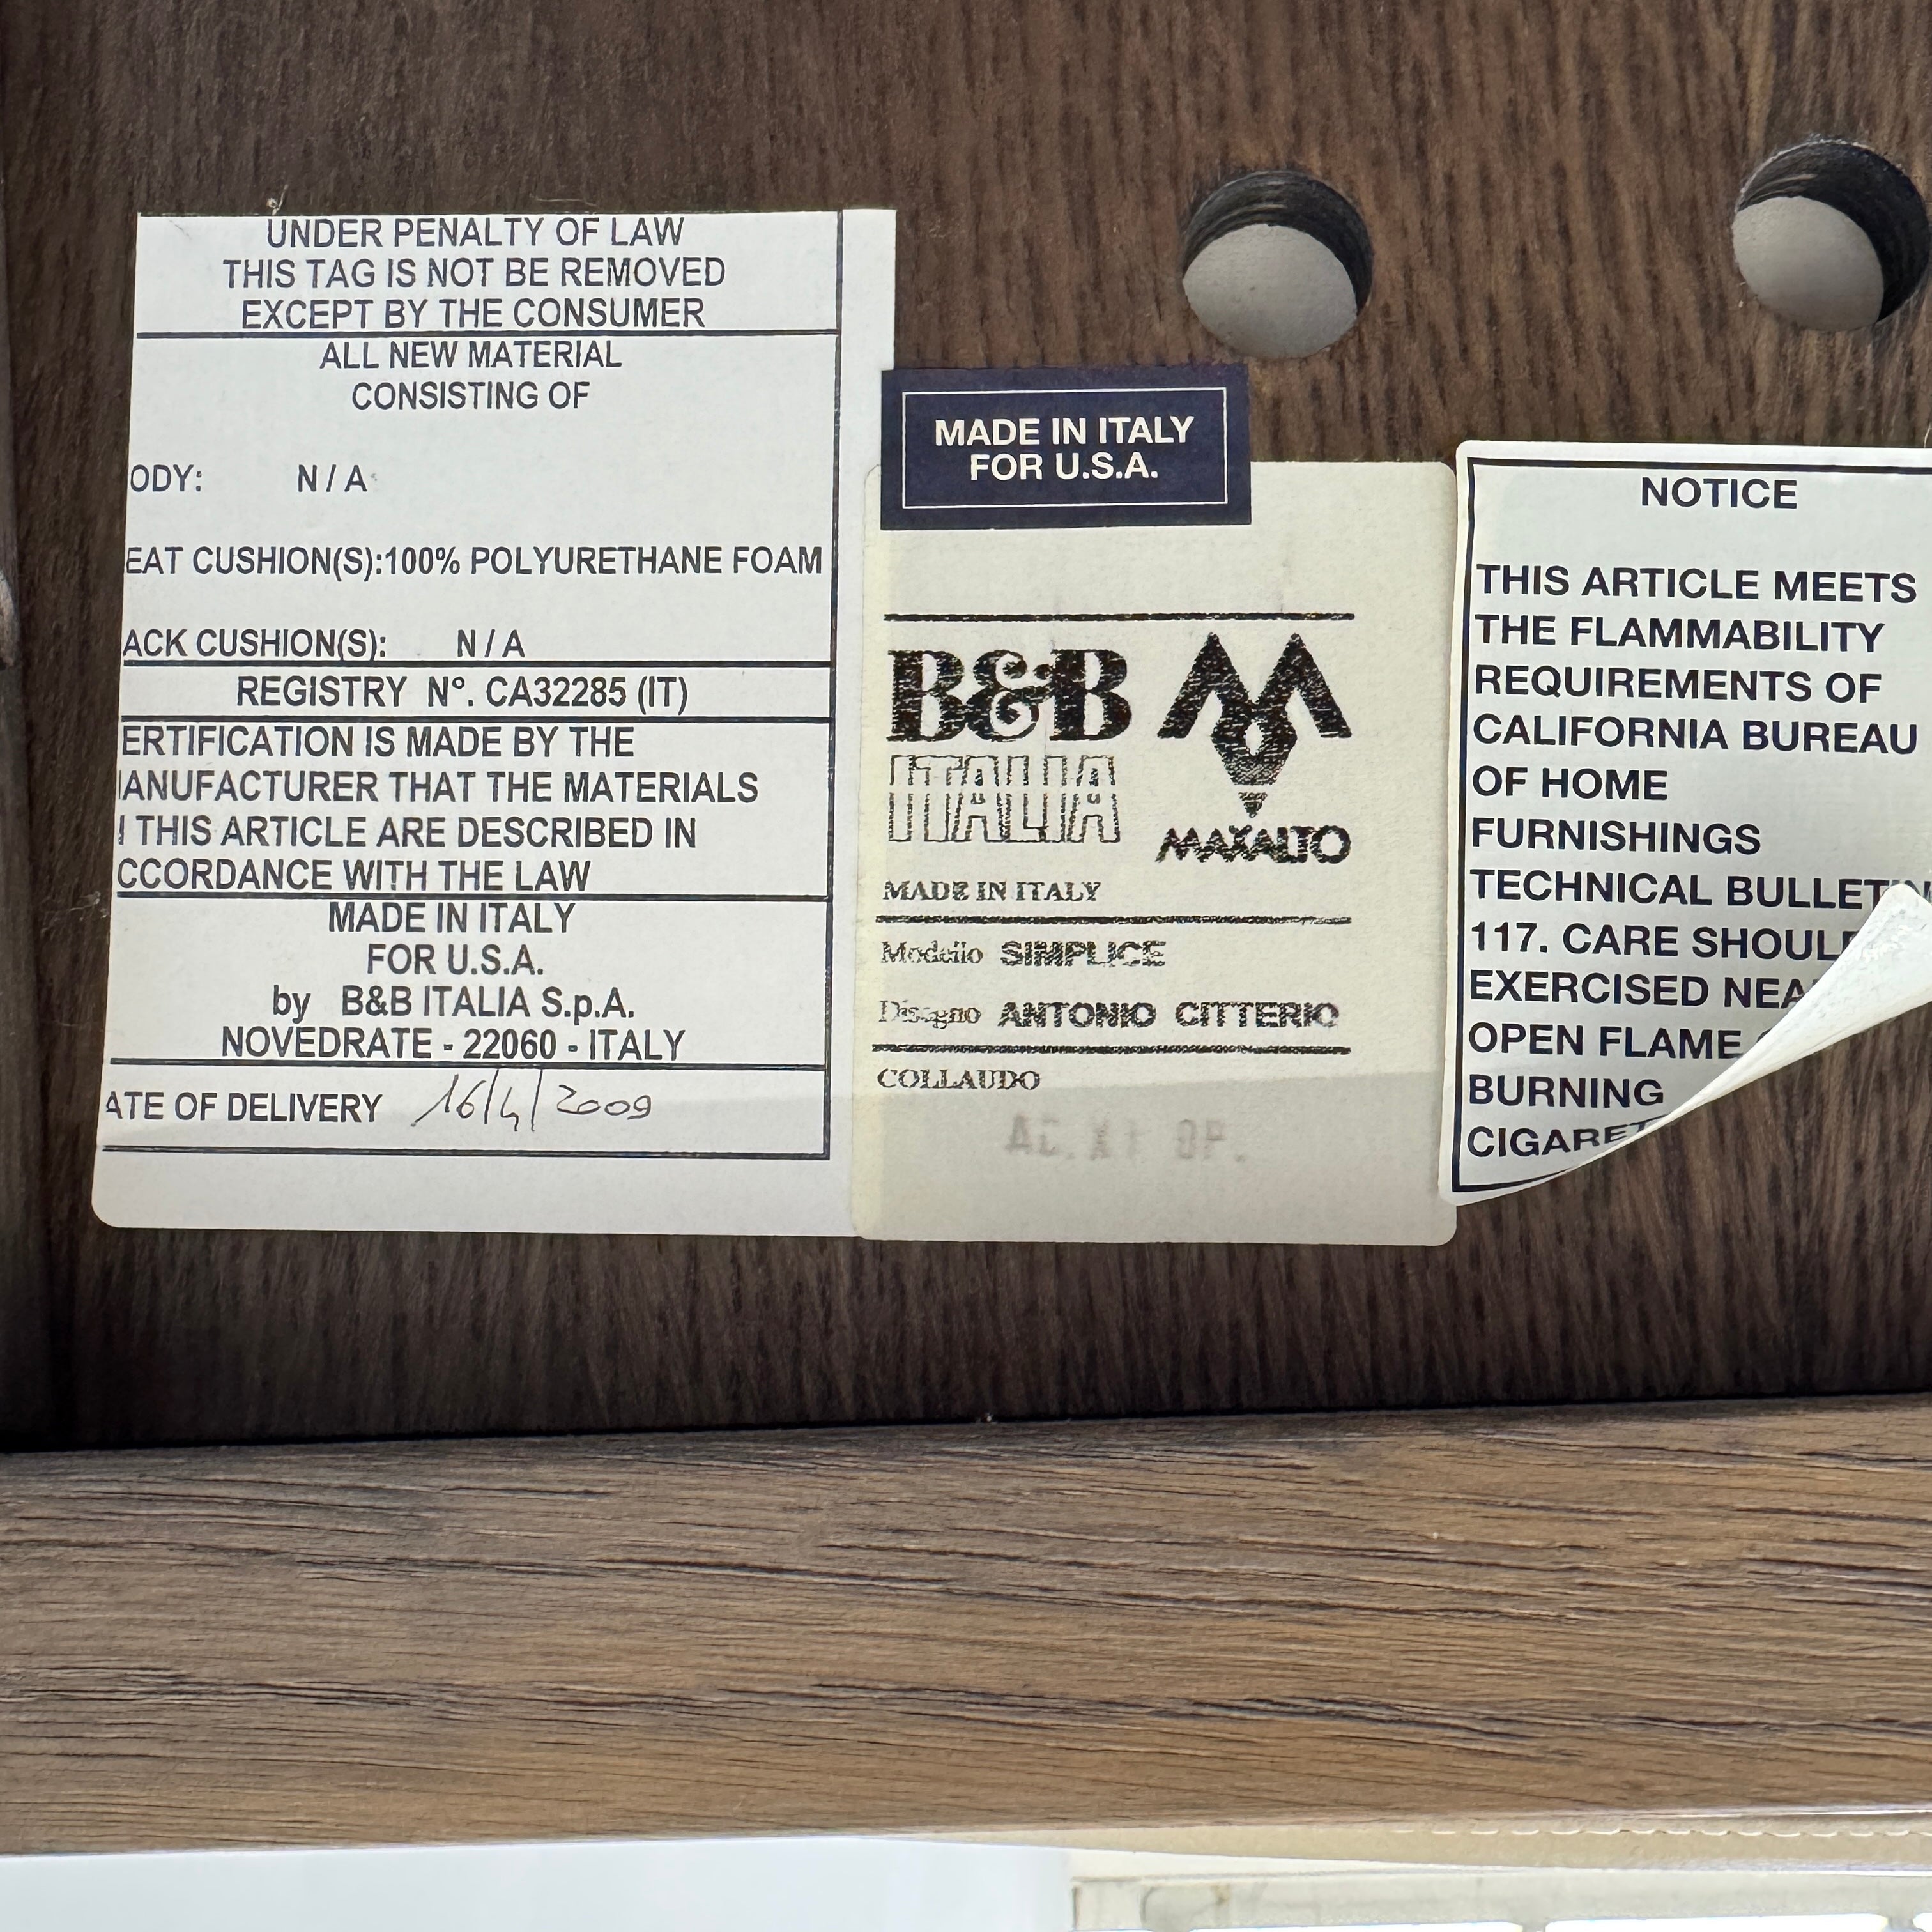 UNDER PENALTY OF LAW
THIS TAG IS NOT BE REMOVED
EXCEPT BY THE CONSUMER
ALL NEW MATERIAL
CONSISTING OF
ODY: N / A
EAT CUSHION(S):100% POLYURETHANE FOAM
ACK CUSHION(S): N / A
REGISTRY N°. CA32285 (IT)
ERTIFICATION IS MADE BY THE
ANUFACTURER THAT THE MATERIALS
THIS ARTICLE ARE DESCRIBED IN
CCORDANCE WITH THE LAW
MADE IN ITALY
FOR U.S.A.
by B&B ITALIA S.p.A.
NOVEDRATE - 22060 - ITALY
ATE OF DELIVERY 16/4/2009
MADE IN ITALY
FOR U.S.A.
B&B
ITALIA
MAXALTO
MADE IN ITALY
Modello SIMPLICE
Disegno ANTONIO CITTERIO
COLLAUDO
NOTICE
THIS ARTICLE MEETS
THE FLAMMABILITY
REQUIREMENTS OF
CALIFORNIA BUREAU
OF HOME
FURNISHINGS
TECHNICAL BULLETIN
117. CARE SHOUL
EXERCISED NEA
OPEN FLAME
BURNING
CIGARET